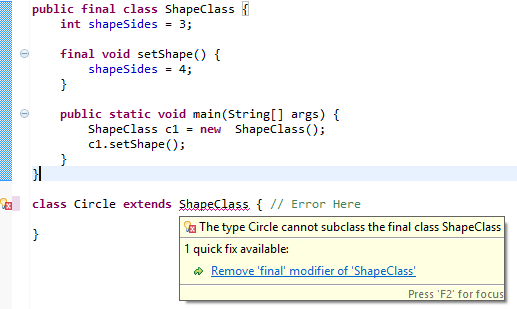 public final class ShapeClass {
int shapeSides = 3;
final void setShape() {
shapeSides = 4;
}
public static void main(String[] args) {
ShapeClass c1 = new  ShapeClass();
c1.setShape();
}
}
class Circle extends ShapeClass { // Error Here
The type Circle cannot subclass the final class ShapeClass
}
1 quick fix available:
Remove 'final' modifier of 'ShapeClass'
Press 'F2' for focus